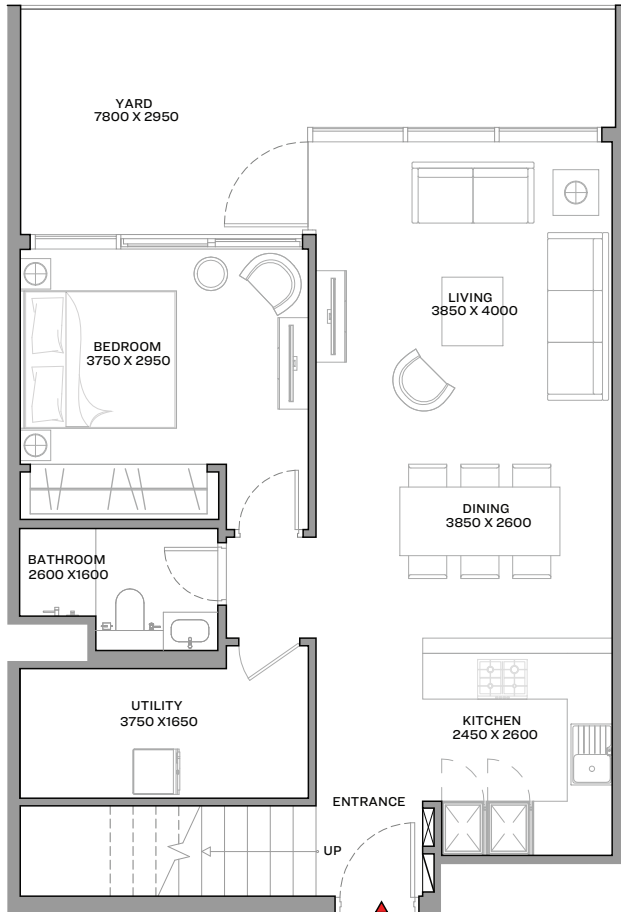 YARD
7800 X 2950
LIVING
3850 X 4000
BEDROOM
3750 X 2950
DINING
3850 X 2600
BATHROOM
2600 X1600
UTILITY
3750 X1650
KITCHEN
2450 X 2600
ENTRANCE
UP